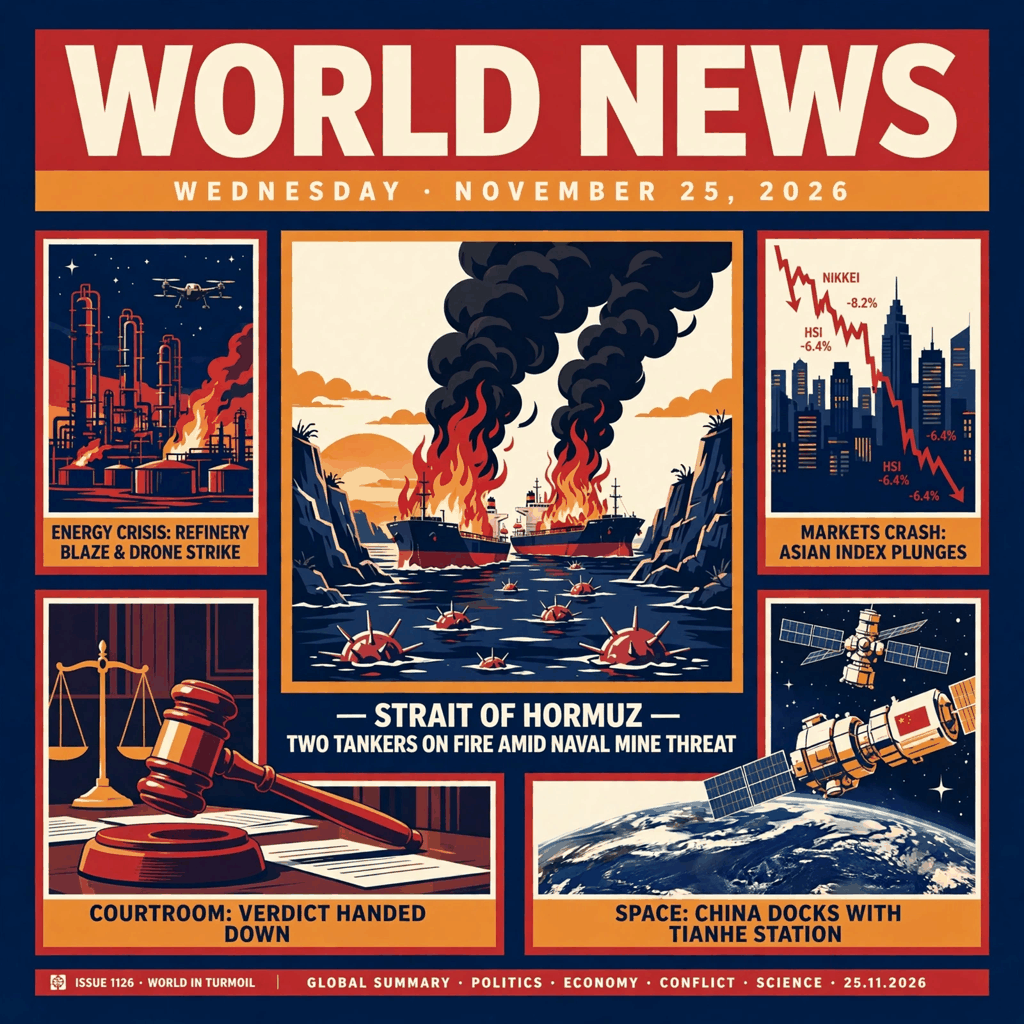 WORLD NEWS
WEDNESDAY · NOVEMBER 25, 2026
ENERGY CRISIS: REFINERY
BLAZE & DRONE STRIKE
— STRAIT OF HORMUZ —
TWO TANKERS ON FIRE AMID NAVAL MINE THREAT
NIKKEI
-8.2%
HSI
-6.4%
-6.4%
HSI
-6.4%
-6.4%
MARKETS CRASH:
ASIAN INDEX PLUNGES
COURTROOM: VERDICT HANDED
DOWN
SPACE: CHINA DOCKS WITH
TIANHE STATION
ISSUE 1126 · WORLD IN TURMOIL | GLOBAL SUMMARY · POLITICS · ECONOMY · CONFLICT · SCIENCE · 25.11.2026